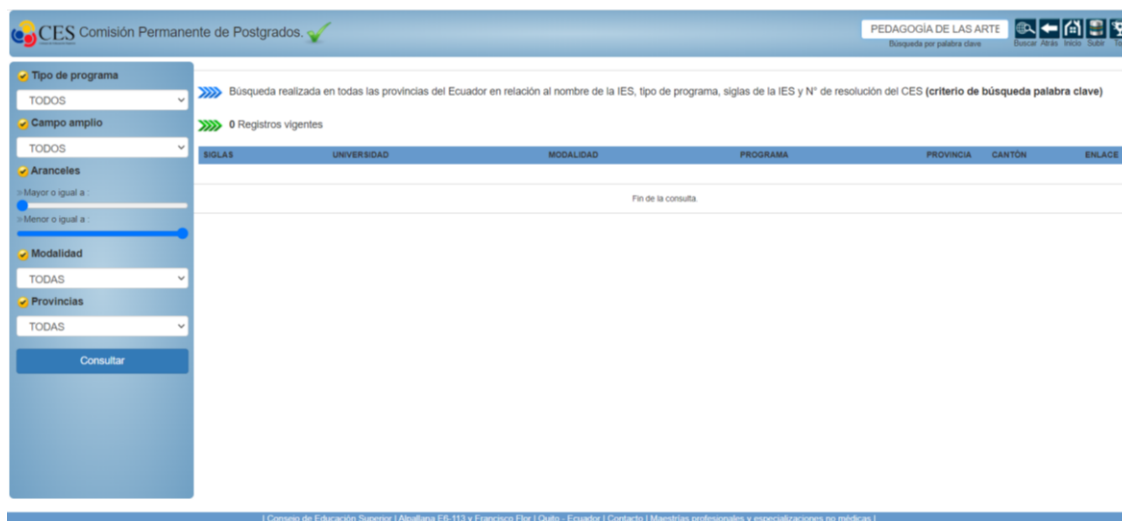 CES Comisión Permanente de Postgrados.
PEDAGOGÍA DE LAS ARTE
Búsqueda por palabra clave
Buscar Atrás Inicio Subir
Tipo de programa
TODOS
Campo amplio
TODOS
Aranceles
Mayor o igual a :
Menor o igual a :
Modalidad
TODAS
Provincias
TODAS
Consultar
Búsqueda realizada en todas las provincias del Ecuador en relación al nombre de la IES, tipo de programa, siglas de la IES y N° de resolución del CES (criterio de búsqueda palabra clave)
0 Registros vigentes
SIGLAS UNIVERSIDAD MODALIDAD PROGRAMA PROVINCIA CANTÓN ENLACE
Fin de la consulta.
| Consejo de Educación Superior | Alpallana E6-113 y Francisco Flor | Quito - Ecuador | Contacto | Maestrías profesionales y especializaciones no médicas |